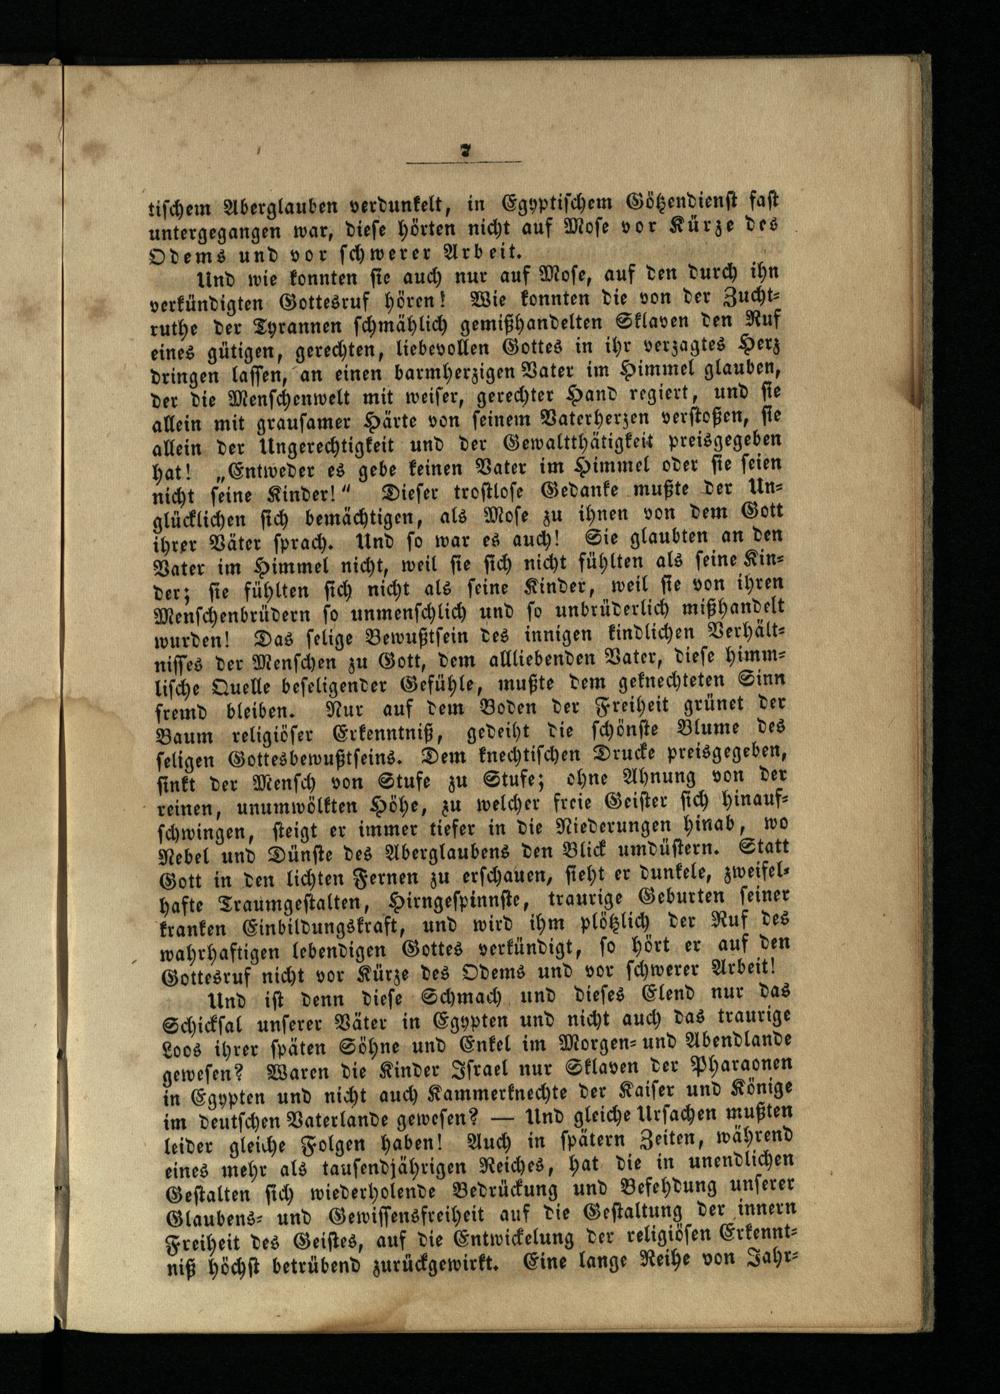 7
tischem Aberglauben verdunkelt, in Egyptischem Götzendienst fast
untergegangen war, diese hörten nicht auf Mose vor Kürze des
Odems und vor schwerer Arbeit.
Und wie konnten sie auch nur auf Mose, auf den durch ihn
verkündigten Gottesruf hören! Wie konnten die von der Zucht-
ruthe der Tyrannen schmählich gemißhandelten Sklaven den Ruf
eines gütigen, gerechten, liebevollen Gottes in ihr verzagtes Herz
dringen lassen, an einen barmherzigen Vater im Himmel glauben,
der die Menschenwelt mit weiser, gerechter Hand regiert, und sie
allein mit grausamer Härte von seinem Vaterherzen verstoßen, sie
allein der Ungerechtigkeit und der Gewaltthätigkeit preisgegeben
hat! „Entweder es gebe keinen Vater im Himmel oder sie seien
nicht seine Kinder!“ Dieser trostlose Gedanke mußte der Un-
glücklichen sich bemächtigen, als Mose zu ihnen von dem Gott
ihrer Väter sprach. Und so war es auch! Sie glaubten an den
Vater im Himmel nicht, weil sie sich nicht fühlten als seine Kin-
der; sie fühlten sich nicht als seine Kinder, weil sie von ihren
Menschenbrüdern so unmenschlich und so unbrüderlich mißhandelt
wurden! Das selige Bewußtsein des innigen kindlichen Verhält-
nisses der Menschen zu Gott, dem allliebenden Vater, diese himm-
lische Quelle beseligender Gefühle, mußte dem geknechteten Sinn
fremd bleiben. Nur auf dem Boden der Freiheit grünet der
Baum religiöser Erkenntniß, gedeiht die schönste Blume des
seligen Gottesbewußtseins. Dem knechtischen Drucke preisgegeben,
sinkt der Mensch von Stufe zu Stufe; ohne Ahnung von der
reinen, unumwölkten Höhe, zu welcher freie Geister sich hinauf-
schwingen, steigt er immer tiefer in die Niederungen hinab, wo
Nebel und Dünste des Aberglaubens den Blick umdüstern. Statt
Gott in den lichten Fernen zu erschauen, sieht er dunkele, zweifel-
hafte Traumgestalten, Hirngespinnste, traurige Geburten seiner
kranken Einbildungskraft, und wird ihm plötzlich der Ruf des
wahrhaftigen lebendigen Gottes verkündigt, so hört er auf den
Gottesruf nicht vor Kürze des Odems und vor schwerer Arbeit!
Und ist denn diese Schmach und dieses Elend nur das
Schicksal unserer Väter in Egypten und nicht auch das traurige
Loos ihrer späten Söhne und Enkel im Morgen- und Abendlande
gewesen? Waren die Kinder Israel nur Sklaven der Pharaonen
in Egypten und nicht auch Kammerknechte der Kaiser und Könige
im deutschen Vaterlande gewesen? — Und gleiche Ursachen mußten
leider gleiche Folgen haben! Auch in spätern Zeiten, während
eines mehr als tausendjährigen Reiches, hat die in unendlichen
Gestalten sich wiederholende Bedrückung und Befehdung unserer
Glaubens- und Gewissensfreiheit auf die Gestaltung der innern
Freiheit des Geistes, auf die Entwickelung der religiösen Erkennt-
niß höchst betrübend zurückgewirkt. Eine lange Reihe von Jahr-